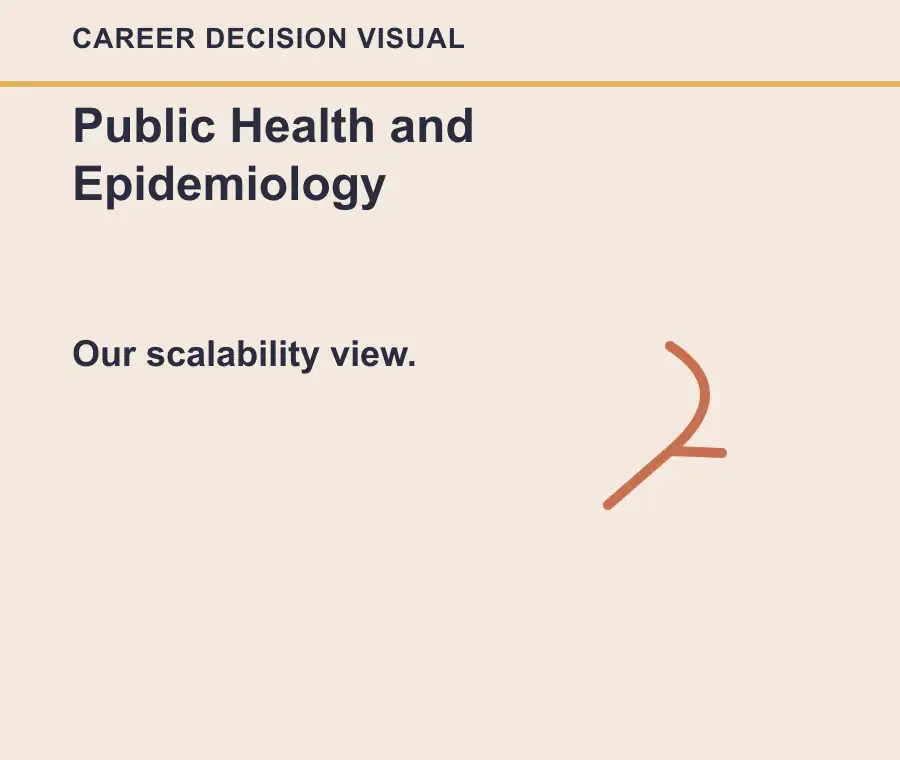 CAREER DECISION VISUAL
Public Health and
Epidemiology
Our scalability view.